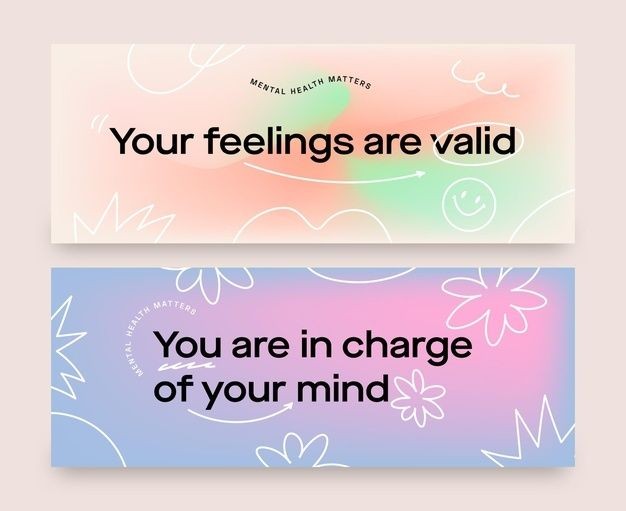 MENTAL HEALTH MATTERS
Your feelings are valid
MENTAL HEALTH MATTERS
You are in charge
of your mind